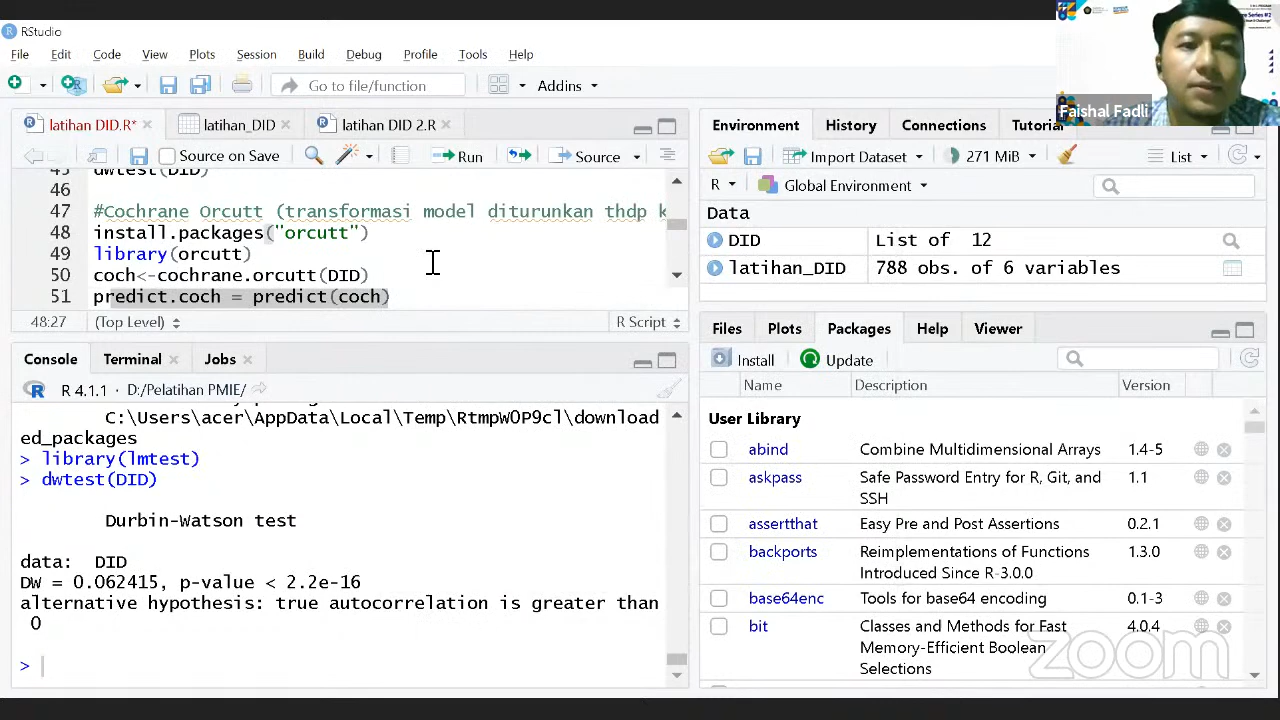 RStudio
File Edit Code View Plots Session Build Debug Profile Tools Help
Go to file/function Addins
latihan DID.R* latihan_DID latihan DID 2.R
Source on Save Run Source
dwtest(DID)
46
47 #Cochrane Orcutt (transformasi model diturunkan thdp k
48 install.packages("orcutt")
49 library(orcutt)
50 coch<-cochrane.orcutt(DID)
51 predict.coch = predict(coch)
48:27 (Top Level) R Script
Console Terminal Jobs
R 4.1.1 · D:/Pelatihan PMIE/
C:\Users\acer\AppData\Local\Temp\RtmpWOP9cl\download
ed_packages
> library(lmtest)
> dwtest(DID)
Durbin-Watson test
data: DID
DW = 0.062415, p-value < 2.2e-16
alternative hypothesis: true autocorrelation is greater than
0
>
Faishal Fadli
Environment History Connections Tutorial
Import Dataset 271 MiB List
R Global Environment
Data
DID List of 12
latihan_DID 788 obs. of 6 variables
Files Plots Packages Help Viewer
Install Update
Name Description Version
User Library
abind Combine Multidimensional Arrays 1.4-5
askpass Safe Password Entry for R, Git, and SSH 1.1
assertthat Easy Pre and Post Assertions 0.2.1
backports Reimplementations of Functions Introduced Since R-3.0.0 1.3.0
base64enc Tools for base64 encoding 0.1-3
bit Classes and Methods for Fast Memory-Efficient Boolean Selections 4.0.4
zoom